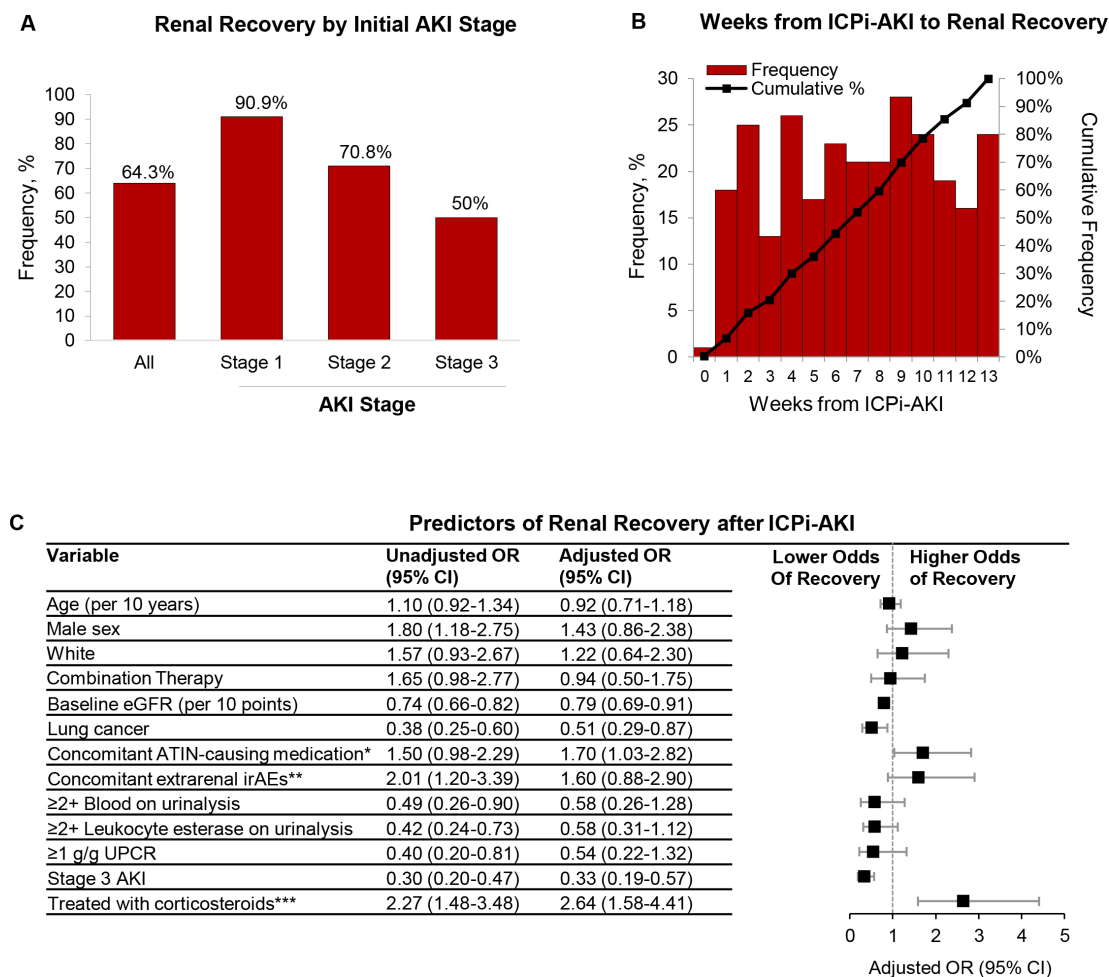 A
Renal Recovery by Initial AKI Stage
Frequency, %
100
90
80
70
60
50
40
30
20
10
0
64.3%
90.9%
70.8%
50%
All
Stage 1
Stage 2
Stage 3
AKI Stage
B
Weeks from ICPi-AKI to Renal Recovery
Frequency
Cumulative %
Frequency, %
30
25
20
15
10
5
0
100%
90%
80%
70%
60%
50%
40%
30%
20%
10%
0%
Cumulative Frequency
0 1 2 3 4 5 6 7 8 9 10 11 12 13
Weeks from ICPi-AKI
C
Predictors of Renal Recovery after ICPi-AKI
Variable Unadjusted OR (95% CI) Adjusted OR (95% CI)
Lower Odds Of Recovery
Higher Odds of Recovery
Age (per 10 years) 1.10 (0.92-1.34) 0.92 (0.71-1.18)
Male sex 1.80 (1.18-2.75) 1.43 (0.86-2.38)
White 1.57 (0.93-2.67) 1.22 (0.64-2.30)
Combination Therapy 1.65 (0.98-2.77) 0.94 (0.50-1.75)
Baseline eGFR (per 10 points) 0.74 (0.66-0.82) 0.79 (0.69-0.91)
Lung cancer 0.38 (0.25-0.60) 0.51 (0.29-0.87)
Concomitant ATIN-causing medication* 1.50 (0.98-2.29) 1.70 (1.03-2.82)
Concomitant extrarenal irAEs** 2.01 (1.20-3.39) 1.60 (0.88-2.90)
≥2+ Blood on urinalysis 0.49 (0.26-0.90) 0.58 (0.26-1.28)
≥2+ Leukocyte esterase on urinalysis 0.42 (0.24-0.73) 0.58 (0.31-1.12)
≥1 g/g UPCR 0.40 (0.20-0.81) 0.54 (0.22-1.32)
Stage 3 AKI 0.30 (0.20-0.47) 0.33 (0.19-0.57)
Treated with corticosteroids*** 2.27 (1.48-3.48) 2.64 (1.58-4.41)
0 1 2 3 4 5
Adjusted OR (95% CI)